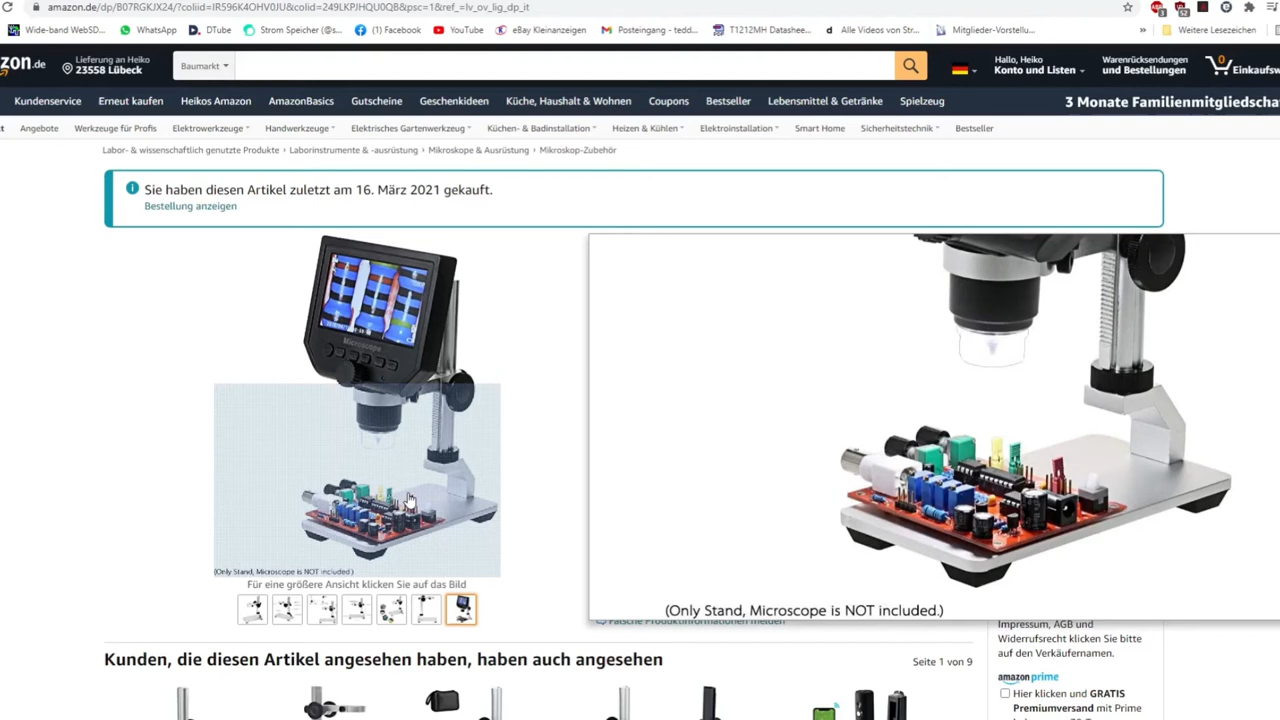 amazon.de/dp/B07RGKJX24/?coliid=IR596K4OHV0JU&colid=249LKPJHQU0QB&psc=1&ref_=lv_ov_lig_dp_it
Wide-band WebSD... WhatsApp DTube Strom Speicher (@s... (1) Facebook YouTube eBay Kleinanzeigen Posteingang - tedd... T1212MH Datashee... Alle Videos von Str... Mitglieder-Vorstellu... » Weitere Lesezeichen
zon.de
Lieferung an Heiko
23558 Lübeck
Baumarkt
Hallo, Heiko
Konto und Listen
Warenrücksendungen
und Bestellungen
0
Einkaufsw
Kundenservice Erneut kaufen Heikos Amazon AmazonBasics Gutscheine Geschenkideen Küche, Haushalt & Wohnen Coupons Bestseller Lebensmittel & Getränke Spielzeug 3 Monate Familienmitgliedscha
t Angebote Werkzeuge für Profis Elektrowerkzeuge Handwerkzeuge Elektrisches Gartenwerkzeug Küchen- & Badinstallation Heizen & Kühlen Elektroinstallation Smart Home Sicherheitstechnik Bestseller
Labor- & wissenschaftlich genutzte Produkte › Laborinstrumente & -ausrüstung › Mikroskope & Ausrüstung › Mikroskop-Zubehör
Sie haben diesen Artikel zuletzt am 16. März 2021 gekauft.
Bestellung anzeigen
Microscope
(Only Stand, Microscope is NOT included.)
Für eine größere Ansicht klicken Sie auf das Bild
(Only Stand, Microscope is NOT included.)
Falsche Produktinformationen melden
Impressum, AGB und
Widerrufsrecht klicken Sie bitte
auf den Verkäufernamen.
amazon prime
Hier klicken und GRATIS
Premiumversand mit Prime
Kunden, die diesen Artikel angesehen haben, haben auch angesehen
Seite 1 von 9